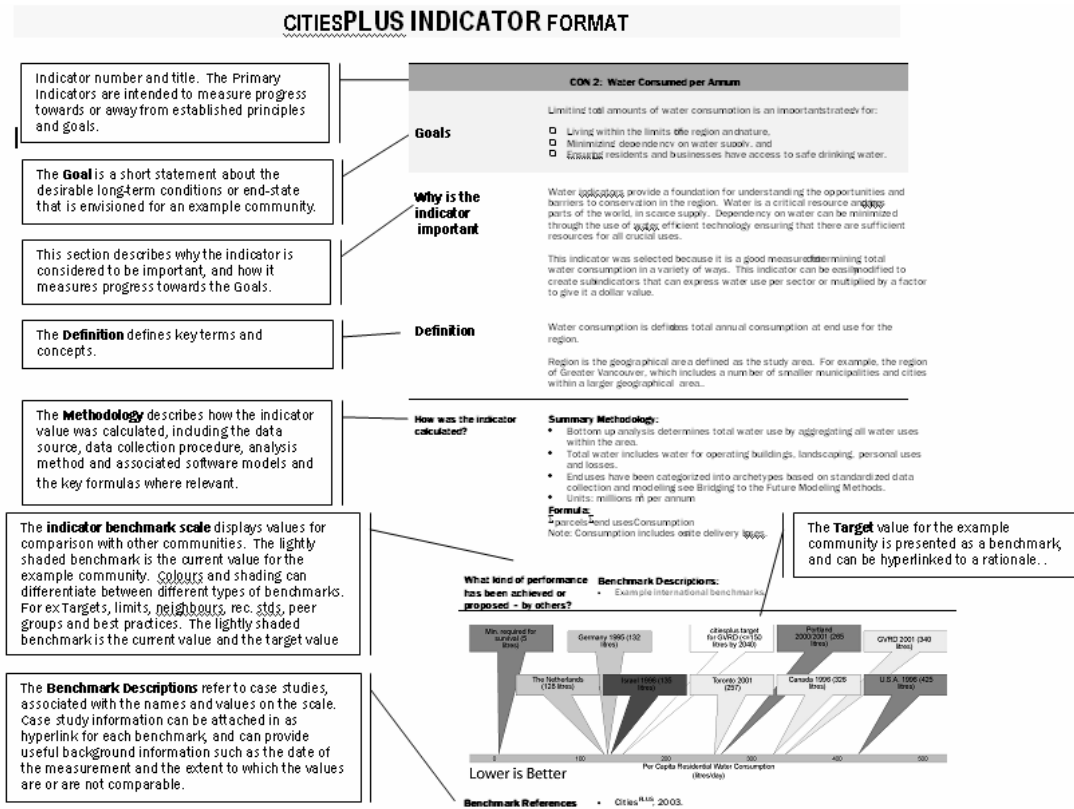 CITIESPLUS INDICATOR FORMAT
Indicator number and title. The Primary
Indicators are intended to measure progress
towards or away from established principles
and goals.
The Goal is a short statement about the
desirable long-term conditions or end-state
that is envisioned for an example community.
This section describes why the indicator is
considered to be important, and how it
measures progress towards the Goals.
The Definition defines key terms and
concepts.
The Methodology describes how the indicator
value was calculated, including the data
source, data collection procedure, analysis
method and associated software models and
the key formulas where relevant.
The indicator benchmark scale displays values for
comparison with other communities. The lightly
shaded benchmark is the current value for the
example community. Colours and shading can
differentiate between different types of benchmarks.
For ex Targets, limits, neighbours, rec. stds, peer
groups and best practices. The lightly shaded
benchmark is the current value and the target value
The Benchmark Descriptions refer to case studies,
associated with the names and values on the scale.
Case study information can be attached in as
hyperlink for each benchmark, and can provide
useful background information such as the date of
the measurement and the extent to which the values
are or are not comparable.
CON 2: Water Consumed per Annum
Goals
Limiting total amounts of water consumption is an important strategy for:
Living within the limits of the region and nature,
Minimizing dependency on water supply, and
Ensuring residents and businesses have access to safe drinking water.
Why is the
indicator
important
Water indicators provide a foundation for understanding the opportunities and
barriers to conservation in the region. Water is a critical resource and
parts of the world, in scarce supply. Dependency on water can be minimized
through the use of water efficient technology ensuring that there are sufficient
resources for all crucial uses.
This indicator was selected because it is a good measure determining total
water consumption in a variety of ways. This indicator can be easily modified to
create subindicators that can express water use per sector or multiplied by a factor
to give it a dollar value.
Definition
Water consumption is defined as total annual consumption at end use for the
region.
Region is the geographical area defined as the study area. For example, the region
of Greater Vancouver, which includes a number of smaller municipalities and cities
within a larger geographical area..
How was the indicator
calculated?
Summary Methodology:
• Bottom up analysis determines total water use by aggregating all water uses
within the area.
• Total water includes water for operating buildings, landscaping, personal uses
and losses.
• End uses have been categorized into archetypes based on standardized data
collection and modeling see Bridging to the Future Modeling Methods.
• Units: millions m per annum
Formula:
parcels end uses Consumption
Note: Consumption includes onsite delivery
The Target value for the example
community is presented as a benchmark,
and can be hyperlinked to a rationale. .
What kind of performance
has been achieved or
proposed - by others?
Benchmark Descriptions:
• Example international benchmarks.
Min. required for
survival (5
litres)
Germany 1995 (132
litres)
citiesplus target
for GVRD (<=150
litres by 2040)
Portland
2000/2001 (265
litres)
GVRD 2001 (340
litres)
The Netherlands
(128 litres)
Israel 1996 (135
litres)
Toronto 2001
(257)
Canada 1996 (326
litres)
U.S.A. 1996 (425
litres)
0 100 200 300 400 500
Per Capita Residential Water Consumption
(litres/day)
Lower is Better
Benchmark References • Cities PLUS, 2003.